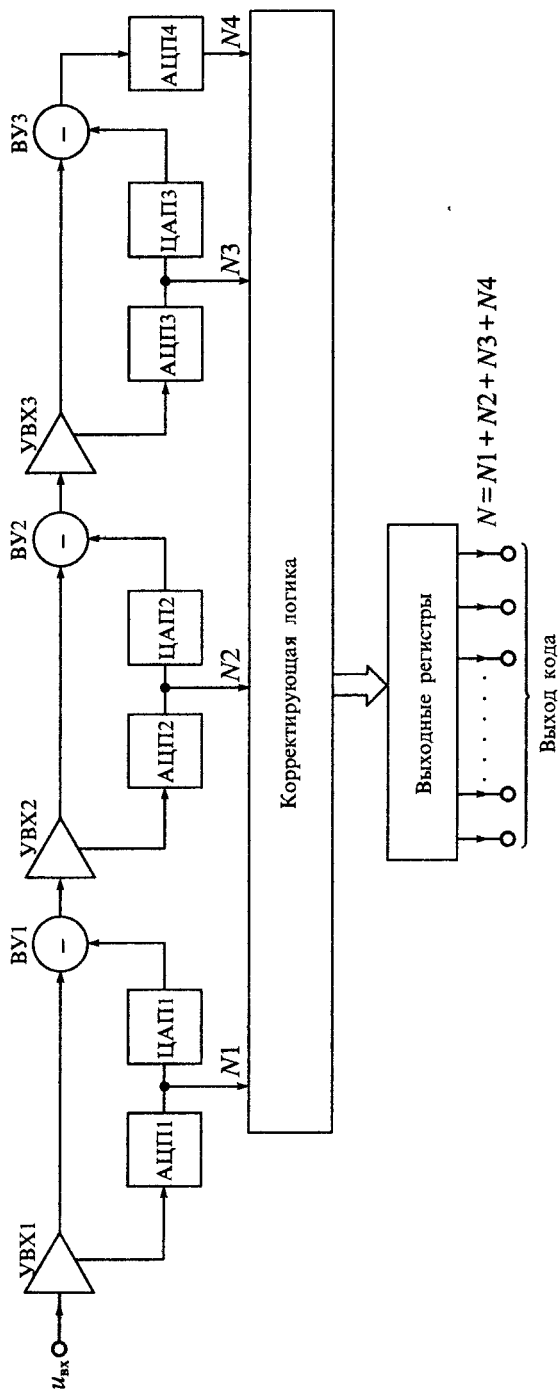 u_вх
УВХ1
ВУ1
УВХ2
ВУ2
УВХ3
ВУ3
АЦП1
ЦАП1
АЦП2
ЦАП2
АЦП3
ЦАП3
АЦП4
N1
N2
N3
N4
Корректирующая логика
Выходные регистры
N=N1+N2+N3+N4
Выход кода